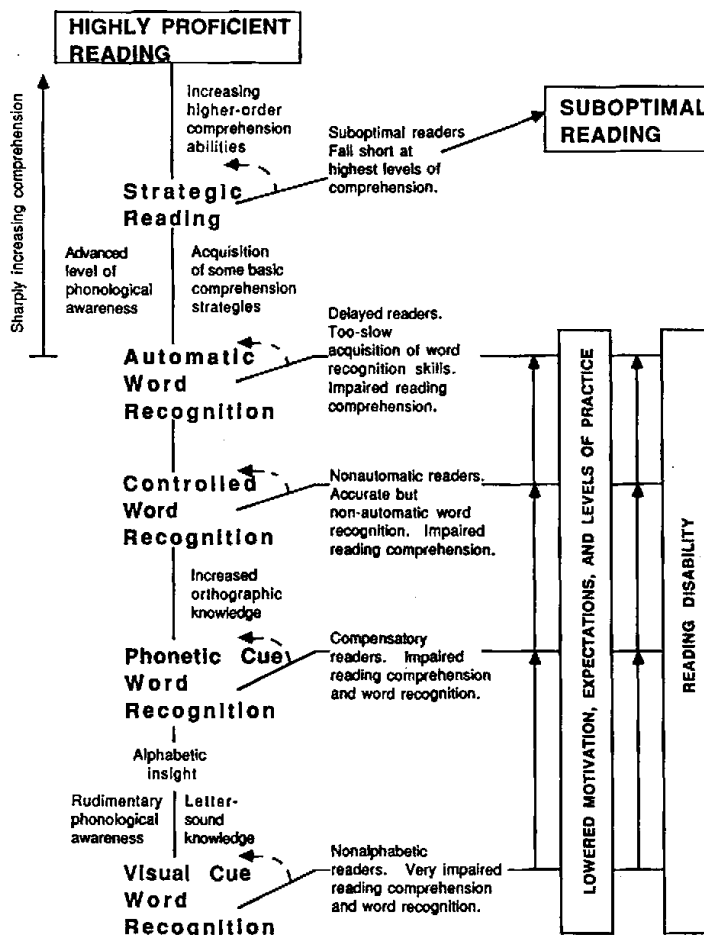 HIGHLY PROFICIENT
READING
Increasing
higher-order
comprehension
abilities
Sharply increasing comprehension
Suboptimal readers
Fall short at
highest levels of
comprehension.
SUBOPTIMAL
READING
Strategic
Reading
Advanced
level of
phonological
awareness
Acquisition
of some basic
comprehension
strategies
Delayed readers.
Too-slow
acquisition of word
recognition skills.
Impaired reading
comprehension.
Automatic
Word
Recognition
Controlled
Word
Recognition
Nonautomatic readers.
Accurate but
non-automatic word
recognition. Impaired
reading comprehension.
Increased
orthographic
knowledge
Phonetic Cue
Word
Recognition
Compensatory
readers. Impaired
reading comprehension
and word recognition.
Alphabetic
insight
Rudimentary
phonological
awareness
Letter-
sound
knowledge
Visual Cue
Word
Recognition
Nonalphabetic
readers. Very impaired
reading comprehension
and word recognition.
LOWERED MOTIVATION, EXPECTATIONS, AND LEVELS OF PRACTICE
READING DISABILITY